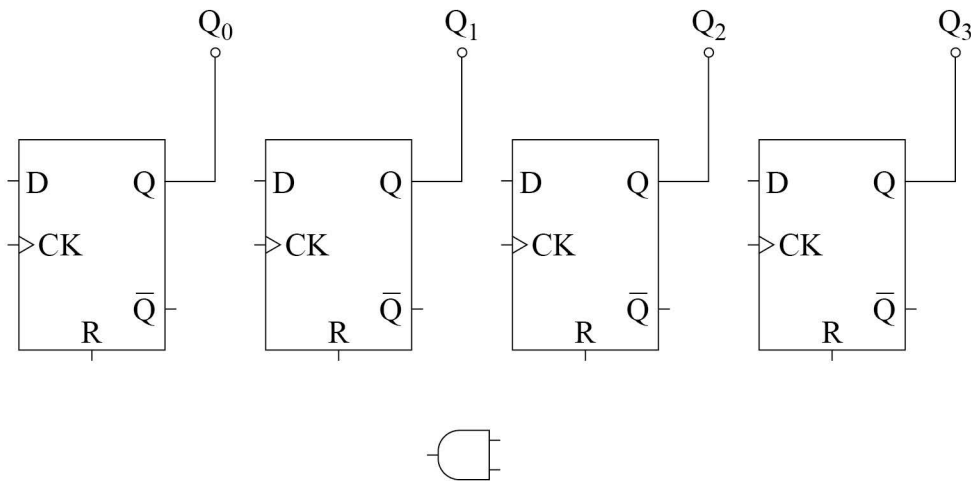 Q₀ Q₁ Q₂ Q₃
D Q D Q D Q D Q
CK CK CK CK
Q̅ Q̅ Q̅ Q̅
R R R R